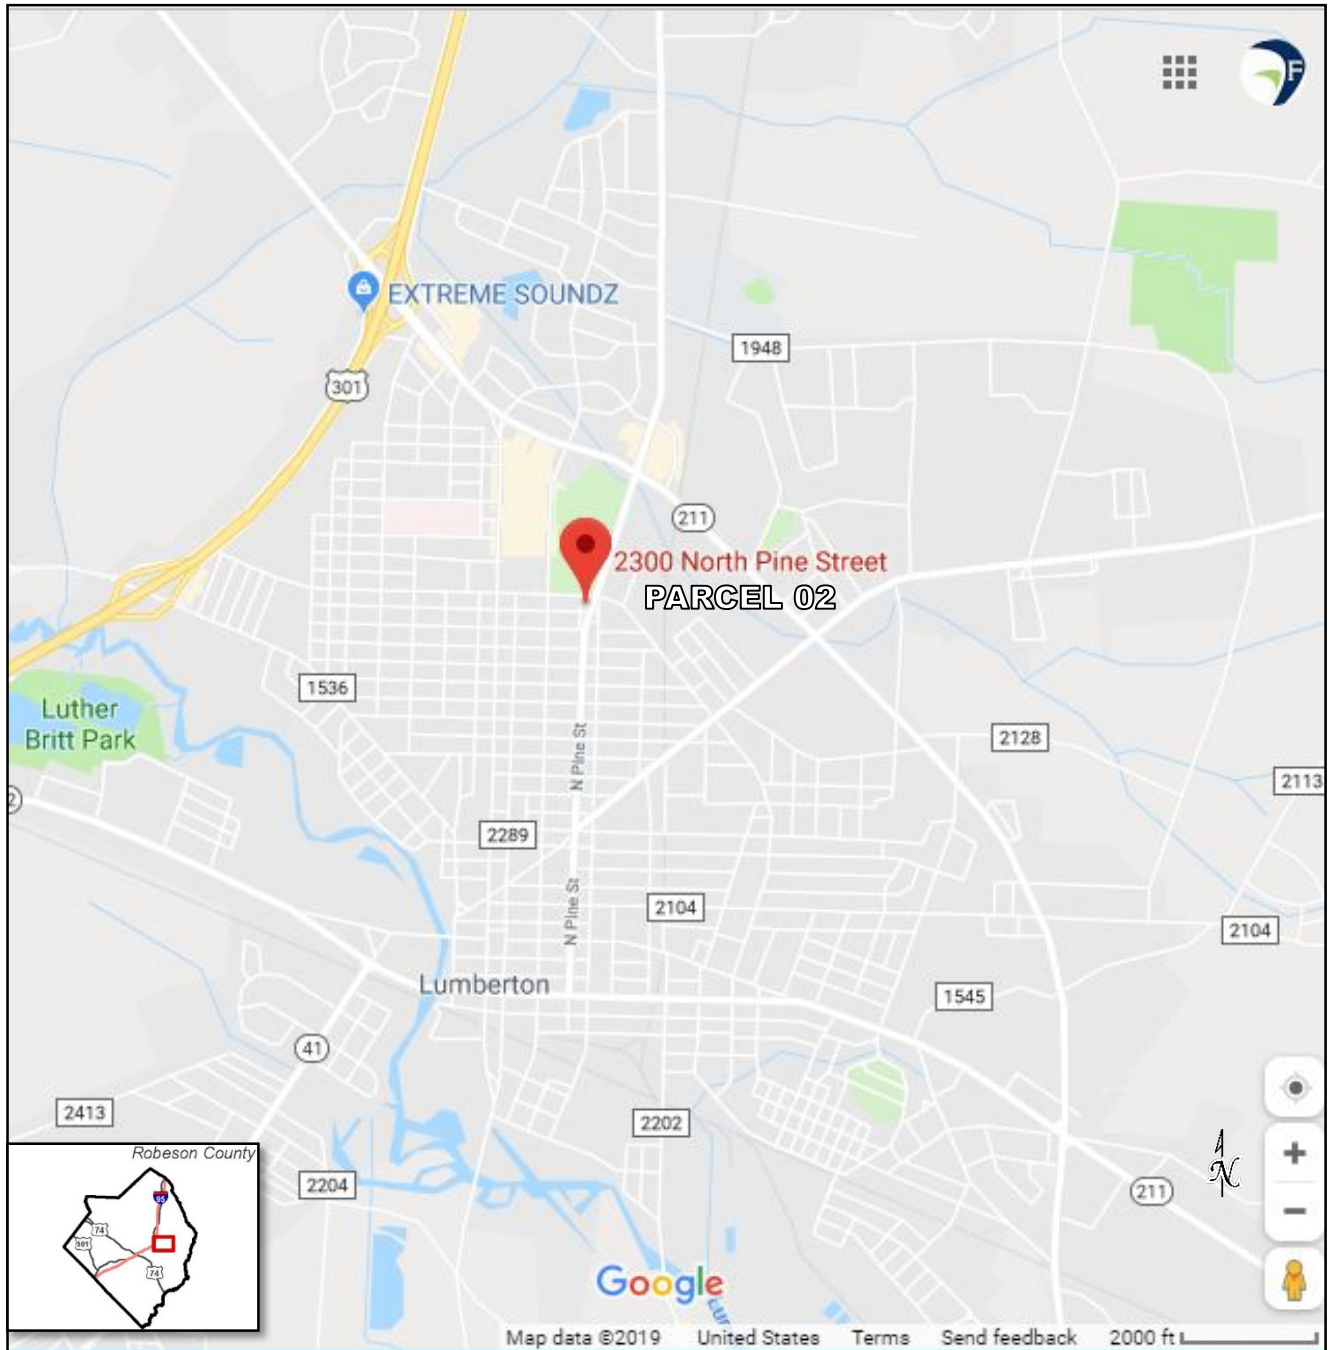 F
EXTREME SOUNDZ
1948
301
211
2300 North Pine Street
PARCEL 02
1536
Luther
Britt Park
N Pine St
2128
2113
2
2289
N Pine St
2104
2104
Lumberton
1545
41
2413
2202
Robeson County
95
74
501
74
2204
N
211
Google
Map data ©2019 United States Terms Send feedback 2000 ft